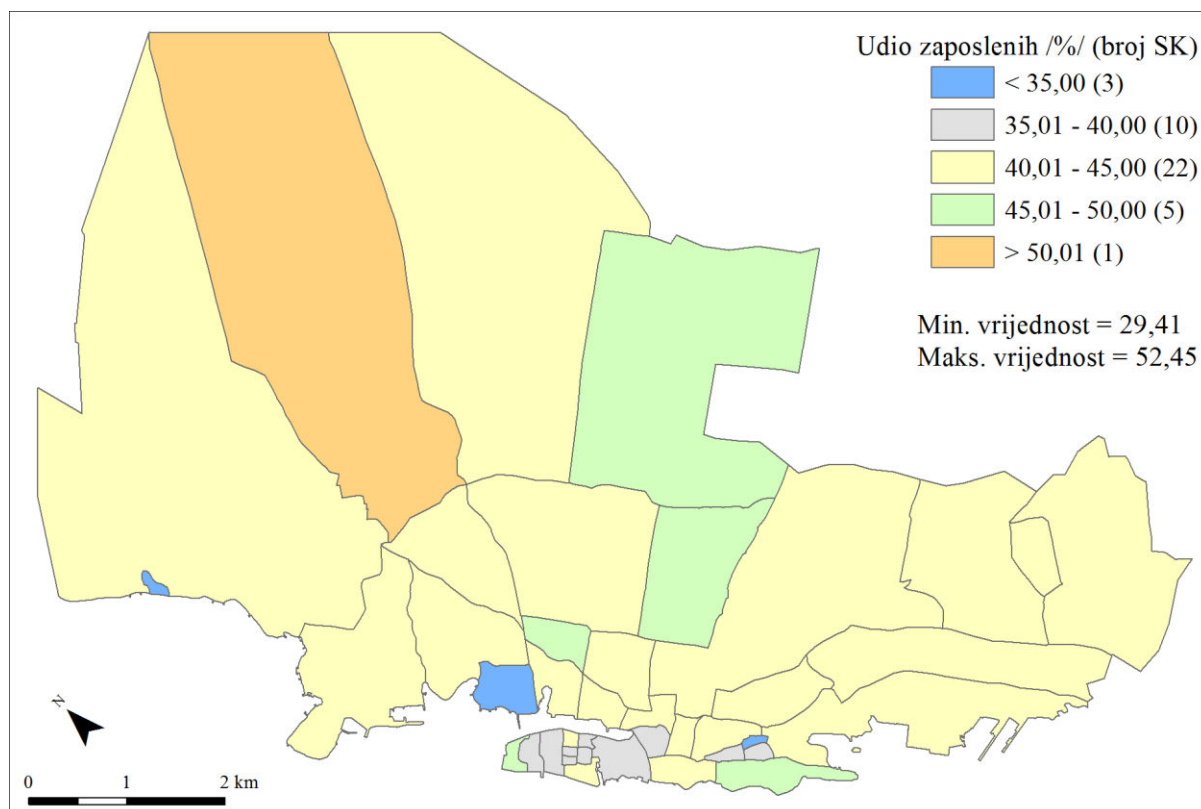 Udio zaposlenih /%/ (broj SK)
< 35,00 (3)
35,01 - 40,00 (10)
40,01 - 45,00 (22)
45,01 - 50,00 (5)
> 50,01 (1)
Min. vrijednost = 29,41
Maks. vrijednost = 52,45
N
0 1 2 km